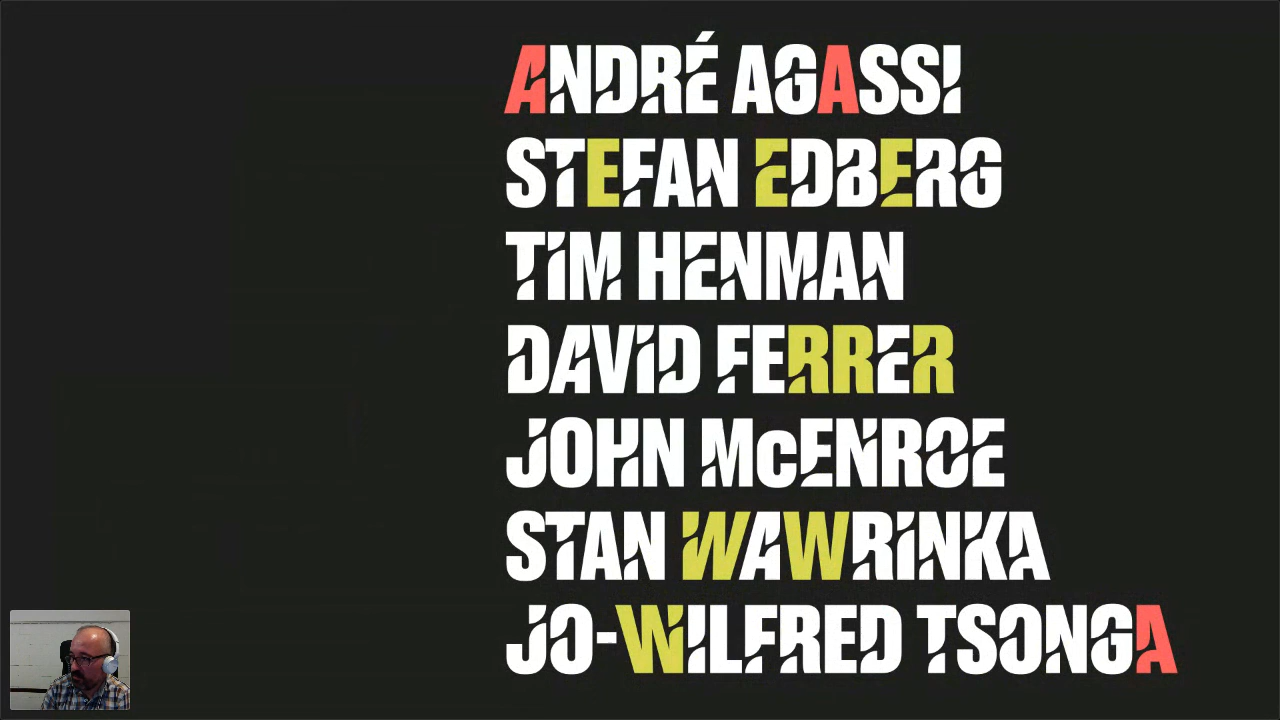 ANDRÉ AGASSI
STEFAN EDBERG
TIM HENMAN
DAVID FERRER
JOHN McENROE
STAN WAWRINKA
JO-WILFRED TSONGA